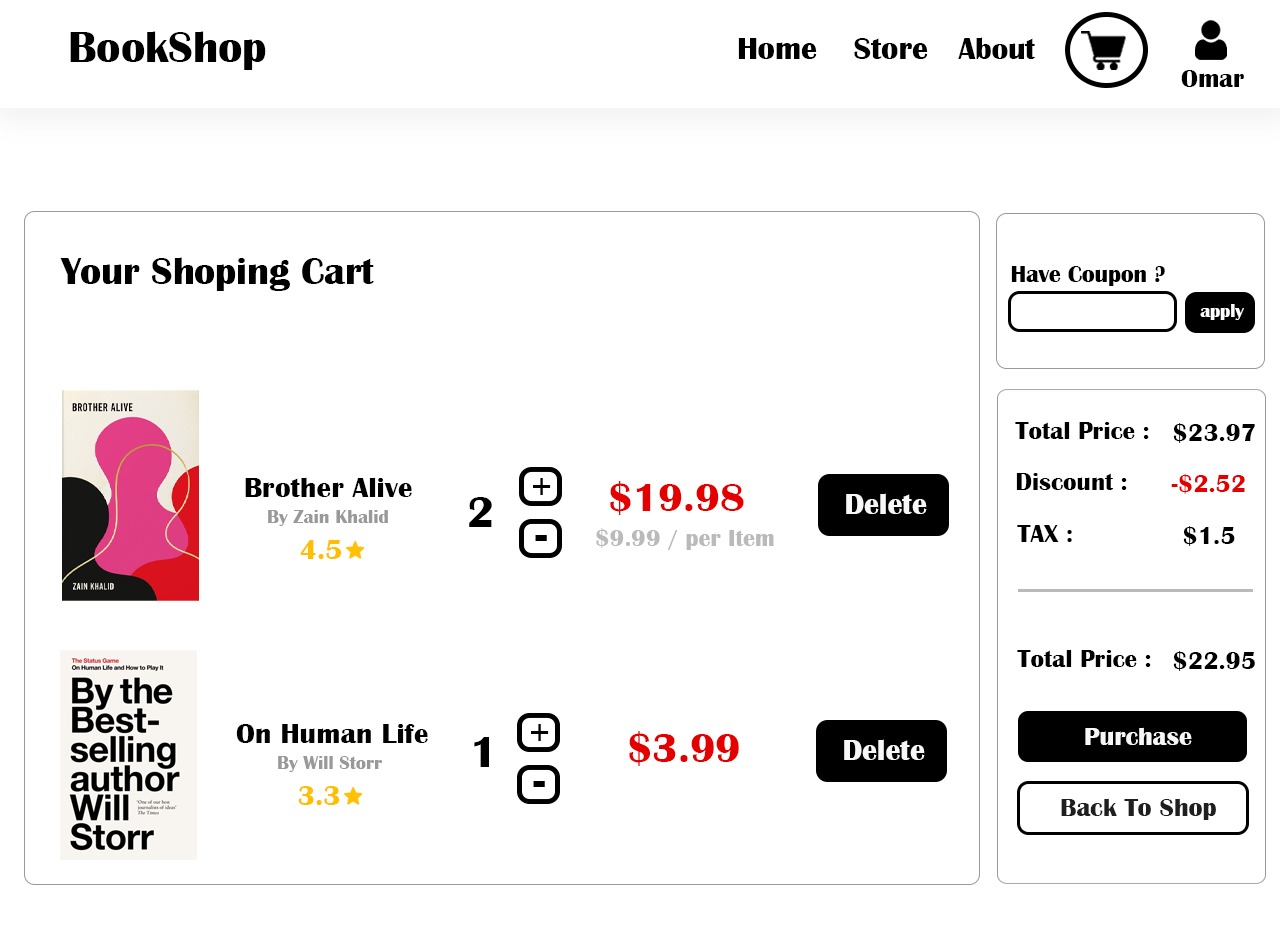 BookShop
Home
Store
About
Omar
Your Shoping Cart
Have Coupon ?
apply
BROTHER ALIVE
ZAIN KHALID
Brother Alive
By Zain Khalid
4.5
2
+
-
$19.98
$9.99 / per Item
Delete
The Status Game
On Human Life and How to Play It
By the
Best-
selling
author
Will
Storr
'One of our best
journalists of ideas'
The Times
On Human Life
By Will Storr
3.3
1
+
-
$3.99
Delete
Total Price : $23.97
Discount : -$2.52
TAX : $1.5
Total Price : $22.95
Purchase
Back To Shop